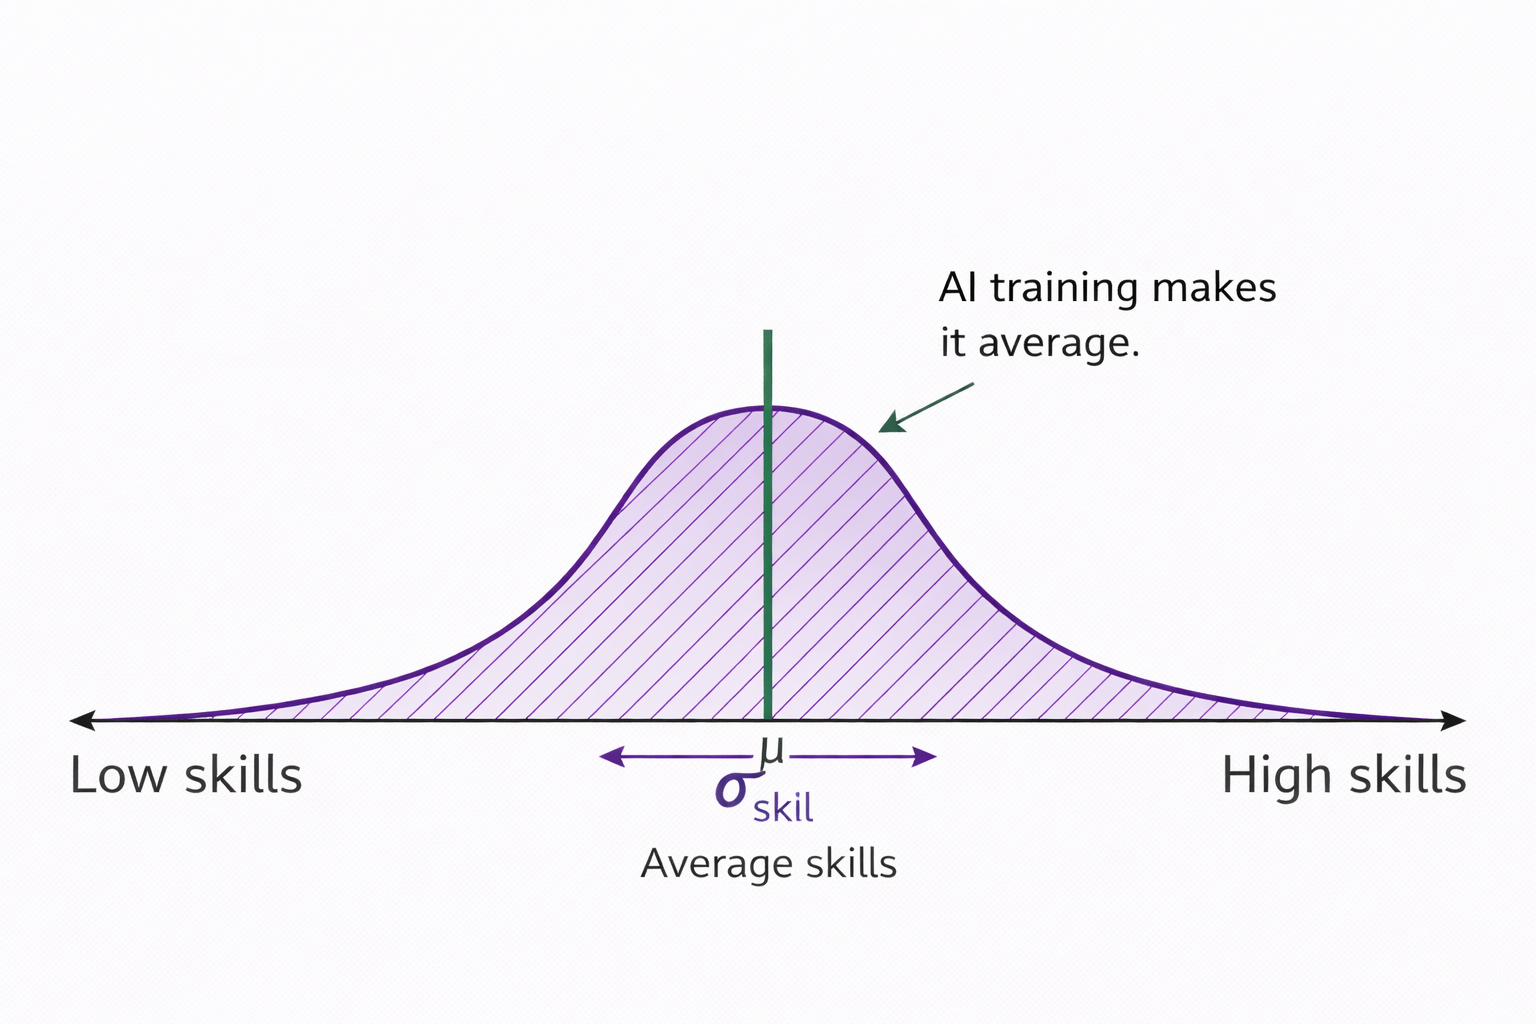 AI training makes
it average.
μ
Low skills
σskil
High skills
Average skills